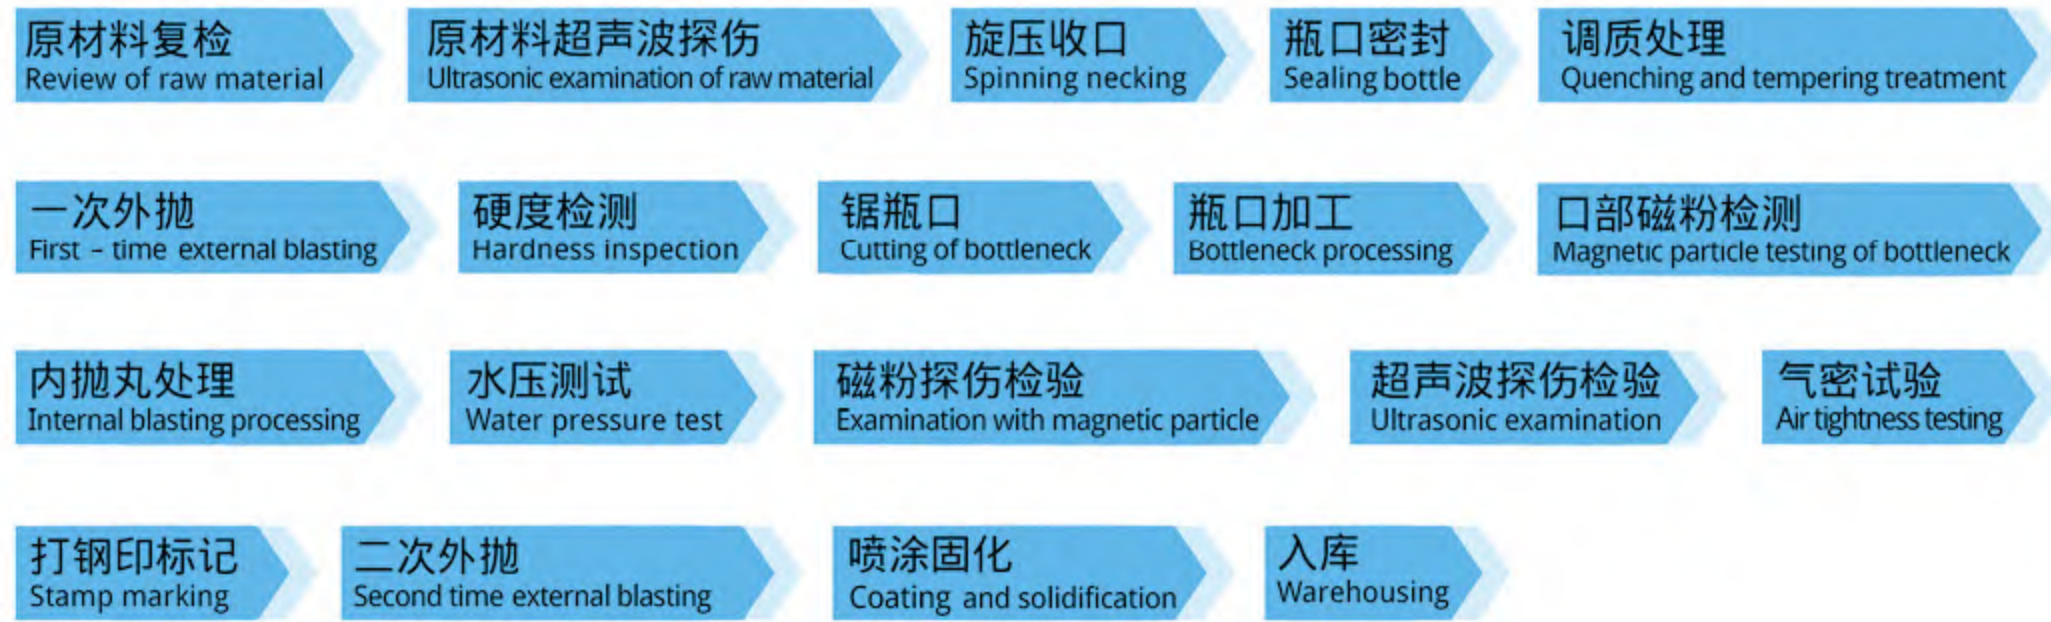 原材料复检
Review of raw material
原材料超声波探伤
Ultrasonic examination of raw material
旋压收口
Spinning necking
瓶口密封
Sealing bottle
调质处理
Quenching and tempering treatment
一次外抛
First - time external blasting
硬度检测
Hardness inspection
锯瓶口
Cutting of bottleneck
瓶口加工
Bottleneck processing
口部磁粉检测
Magnetic particle testing of bottleneck
内抛丸处理
Internal blasting processing
水压测试
Water pressure test
磁粉探伤检验
Examination with magnetic particle
超声波探伤检验
Ultrasonic examination
气密试验
Air tightness testing
打钢印标记
Stamp marking
二次外抛
Second time external blasting
喷涂固化
Coating and solidification
入库
Warehousing